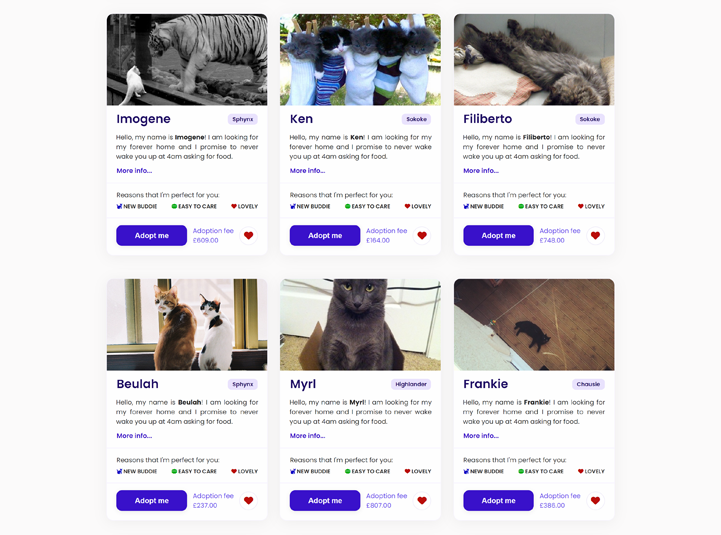 Imogene
Sphynx
Hello, my name is Imogene! I am looking for
my forever home and I promise to never
wake you up at 4am asking for food.
More info...
Reasons that I'm perfect for you:
NEW BUDDIE
EASY TO CARE
LOVELY
Adopt me
Adoption fee
£609.00
Ken
Sokoke
Hello, my name is Ken! I am looking for my
forever home and I promise to never wake
you up at 4am asking for food.
More info...
Reasons that I'm perfect for you:
NEW BUDDIE
EASY TO CARE
LOVELY
Adopt me
Adoption fee
£164.00
Filiberto
Sokoke
Hello, my name is Filiberto! I am looking for
my forever home and I promise to never
wake you up at 4am asking for food.
More info...
Reasons that I'm perfect for you:
NEW BUDDIE
EASY TO CARE
LOVELY
Adopt me
Adoption fee
£748.00
Beulah
Sphynx
Hello, my name is Beulah! I am looking for
my forever home and I promise to never
wake you up at 4am asking for food.
More info...
Reasons that I'm perfect for you:
NEW BUDDIE
EASY TO CARE
LOVELY
Adopt me
Adoption fee
£237.00
Myrl
Highlander
Hello, my name is Myrl! I am looking for my
forever home and I promise to never wake
you up at 4am asking for food.
More info...
Reasons that I'm perfect for you:
NEW BUDDIE
EASY TO CARE
LOVELY
Adopt me
Adoption fee
£807.00
Frankie
Chausie
Hello, my name is Frankie! I am looking for
my forever home and I promise to never
wake you up at 4am asking for food.
More info...
Reasons that I'm perfect for you:
NEW BUDDIE
EASY TO CARE
LOVELY
Adopt me
Adoption fee
£386.00